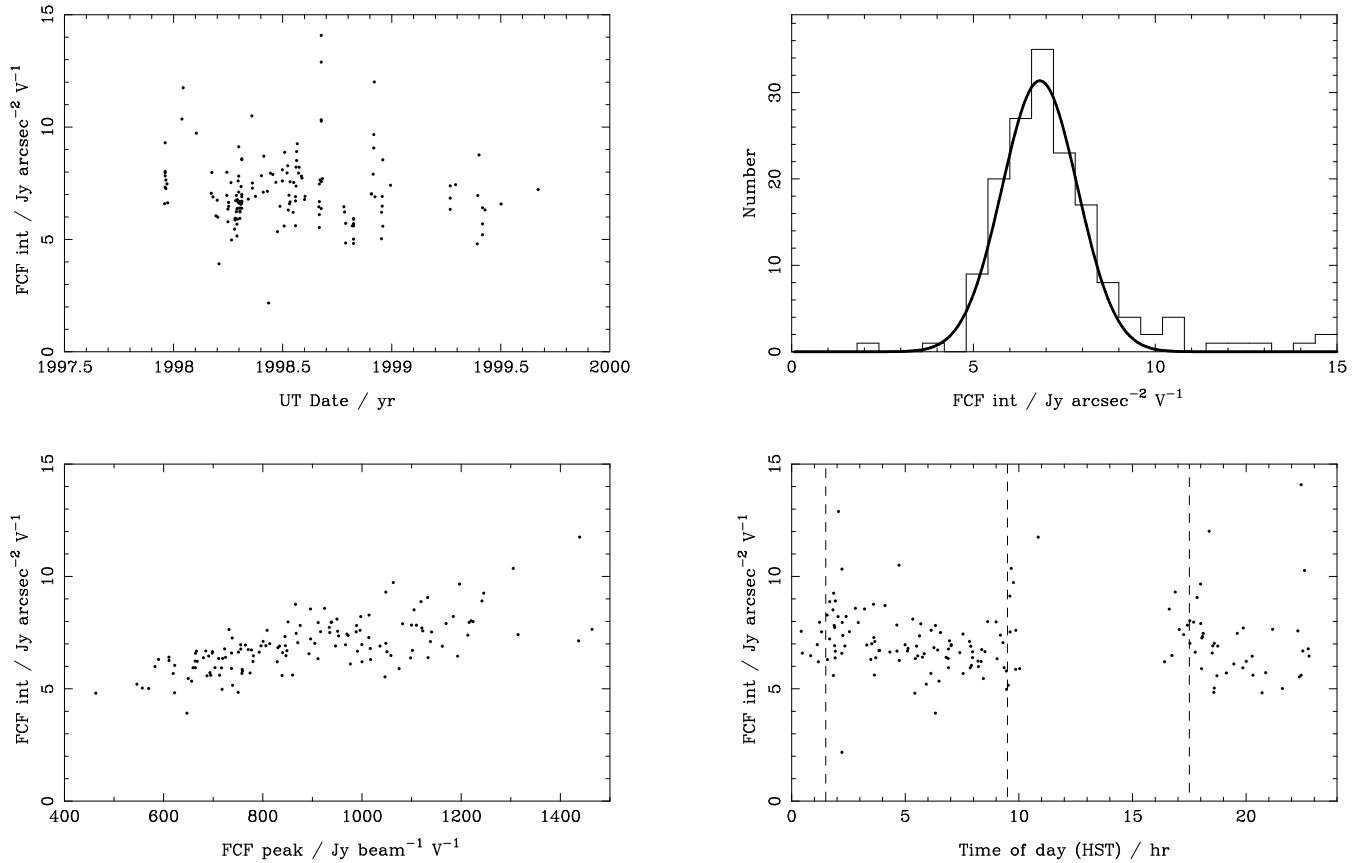 15
10
5
0
FCF int / Jy arcsec⁻² V⁻¹
1997.5 1998 1998.5 1999 1999.5 2000
UT Date / yr
30
20
10
0
Number
0 5 10 15
FCF int / Jy arcsec⁻² V⁻¹
15
10
5
0
FCF int / Jy arcsec⁻² V⁻¹
400 600 800 1000 1200 1400
FCF peak / Jy beam⁻¹ V⁻¹
15
10
5
0
FCF int / Jy arcsec⁻² V⁻¹
0 5 10 15 20
Time of day (HST) / hr